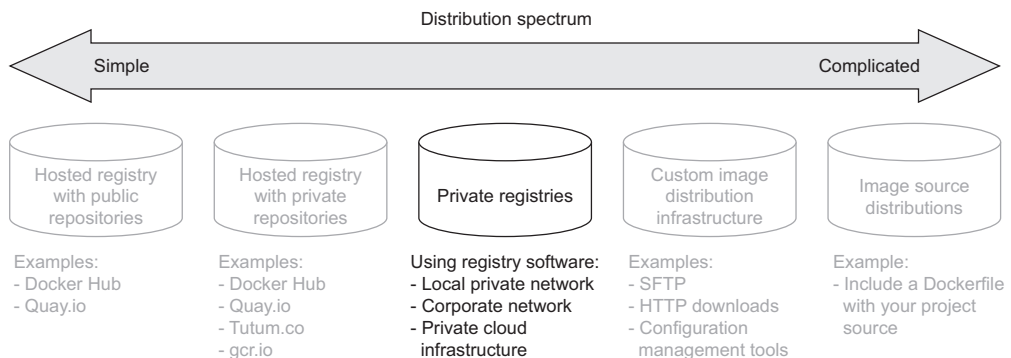 Distribution spectrum
Simple
Complicated
Hosted registry
with public
repositories
Hosted registry
with private
repositories
Private registries
Custom image
distribution
infrastructure
Image source
distributions
Examples:
- Docker Hub
- Quay.io
Examples:
- Docker Hub
- Quay.io
- Tutum.co
- gcr.io
Using registry software:
- Local private network
- Corporate network
- Private cloud
infrastructure
Examples:
- SFTP
- HTTP downloads
- Configuration
management tools
Example:
- Include a Dockerfile
with your project
source